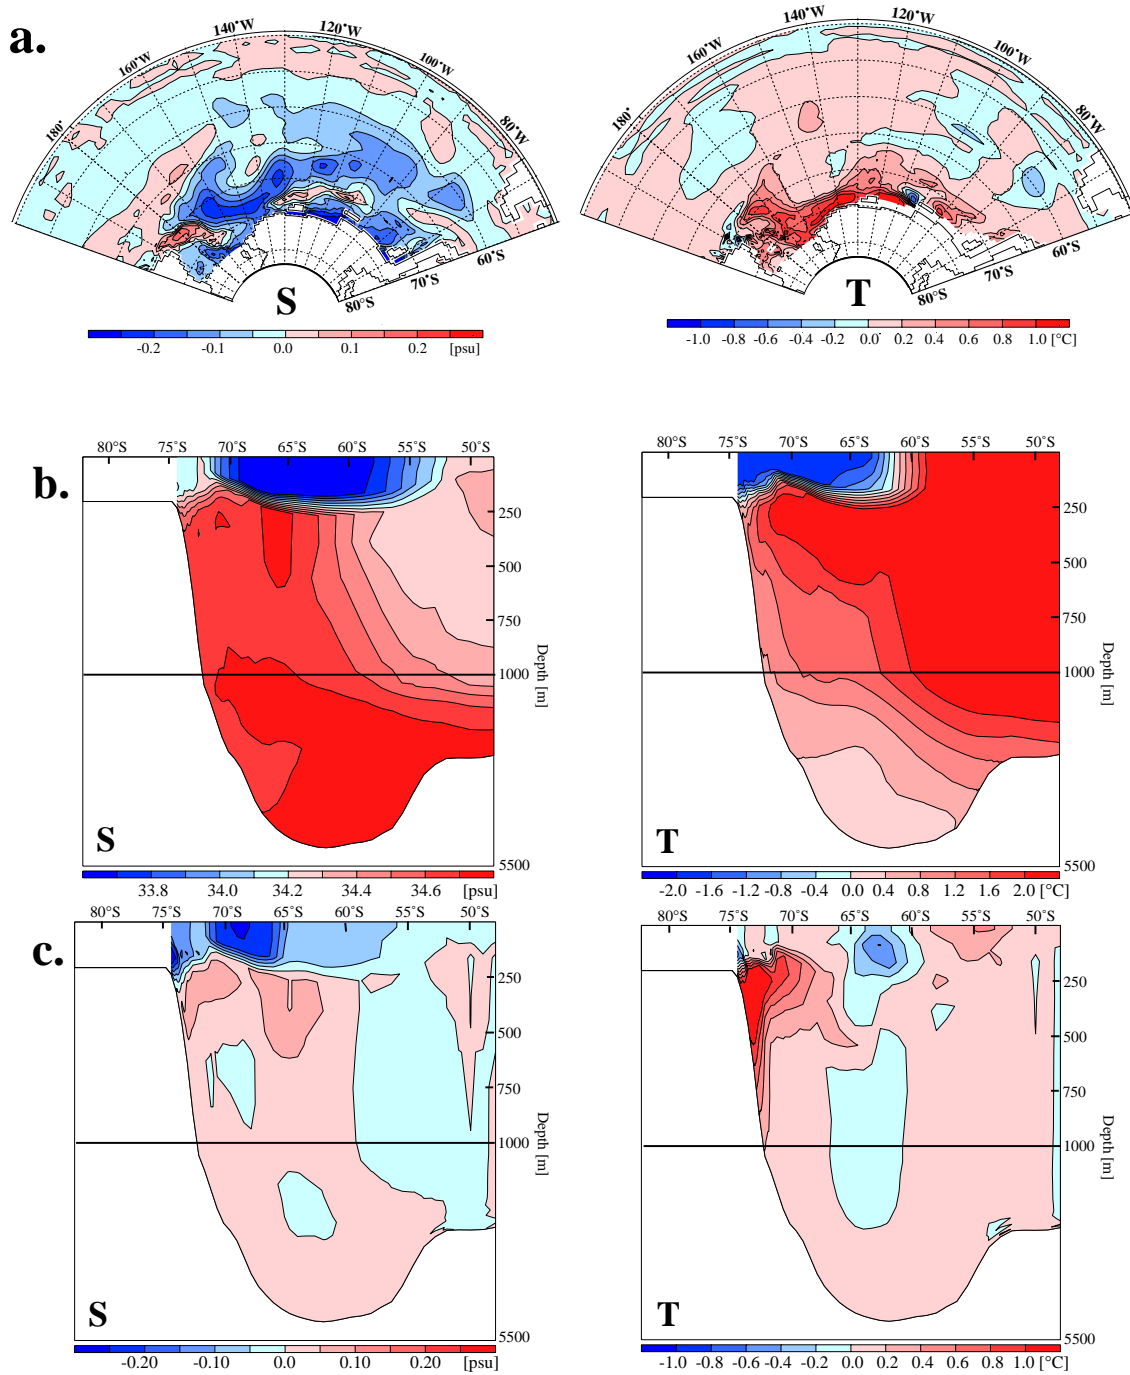 a.
180°
160°W
140°W
120°W
100°W
80°W
60°S
70°S
80°S
S
-0.2 -0.1 0.0 0.1 0.2 [psu]
180°
160°W
140°W
120°W
100°W
80°W
60°S
70°S
80°S
T
-1.0 -0.8 -0.6 -0.4 -0.2 0.0 0.2 0.4 0.6 0.8 1.0 [°C]
b.
80°S 75°S 70°S 65°S 60°S 55°S 50°S
250
500
750
1000
5500
Depth [m]
S
33.8 34.0 34.2 34.4 34.6 [psu]
80°S 75°S 70°S 65°S 60°S 55°S 50°S
250
500
750
1000
5500
Depth [m]
T
-2.0 -1.6 -1.2 -0.8 -0.4 0.0 0.4 0.8 1.2 1.6 2.0 [°C]
c.
80°S 75°S 70°S 65°S 60°S 55°S 50°S
250
500
750
1000
5500
Depth [m]
S
-0.20 -0.10 0.0 0.10 0.20 [psu]
80°S 75°S 70°S 65°S 60°S 55°S 50°S
250
500
750
1000
5500
Depth [m]
T
-1.0 -0.8 -0.6 -0.4 -0.2 0.0 0.2 0.4 0.6 0.8 1.0 [°C]